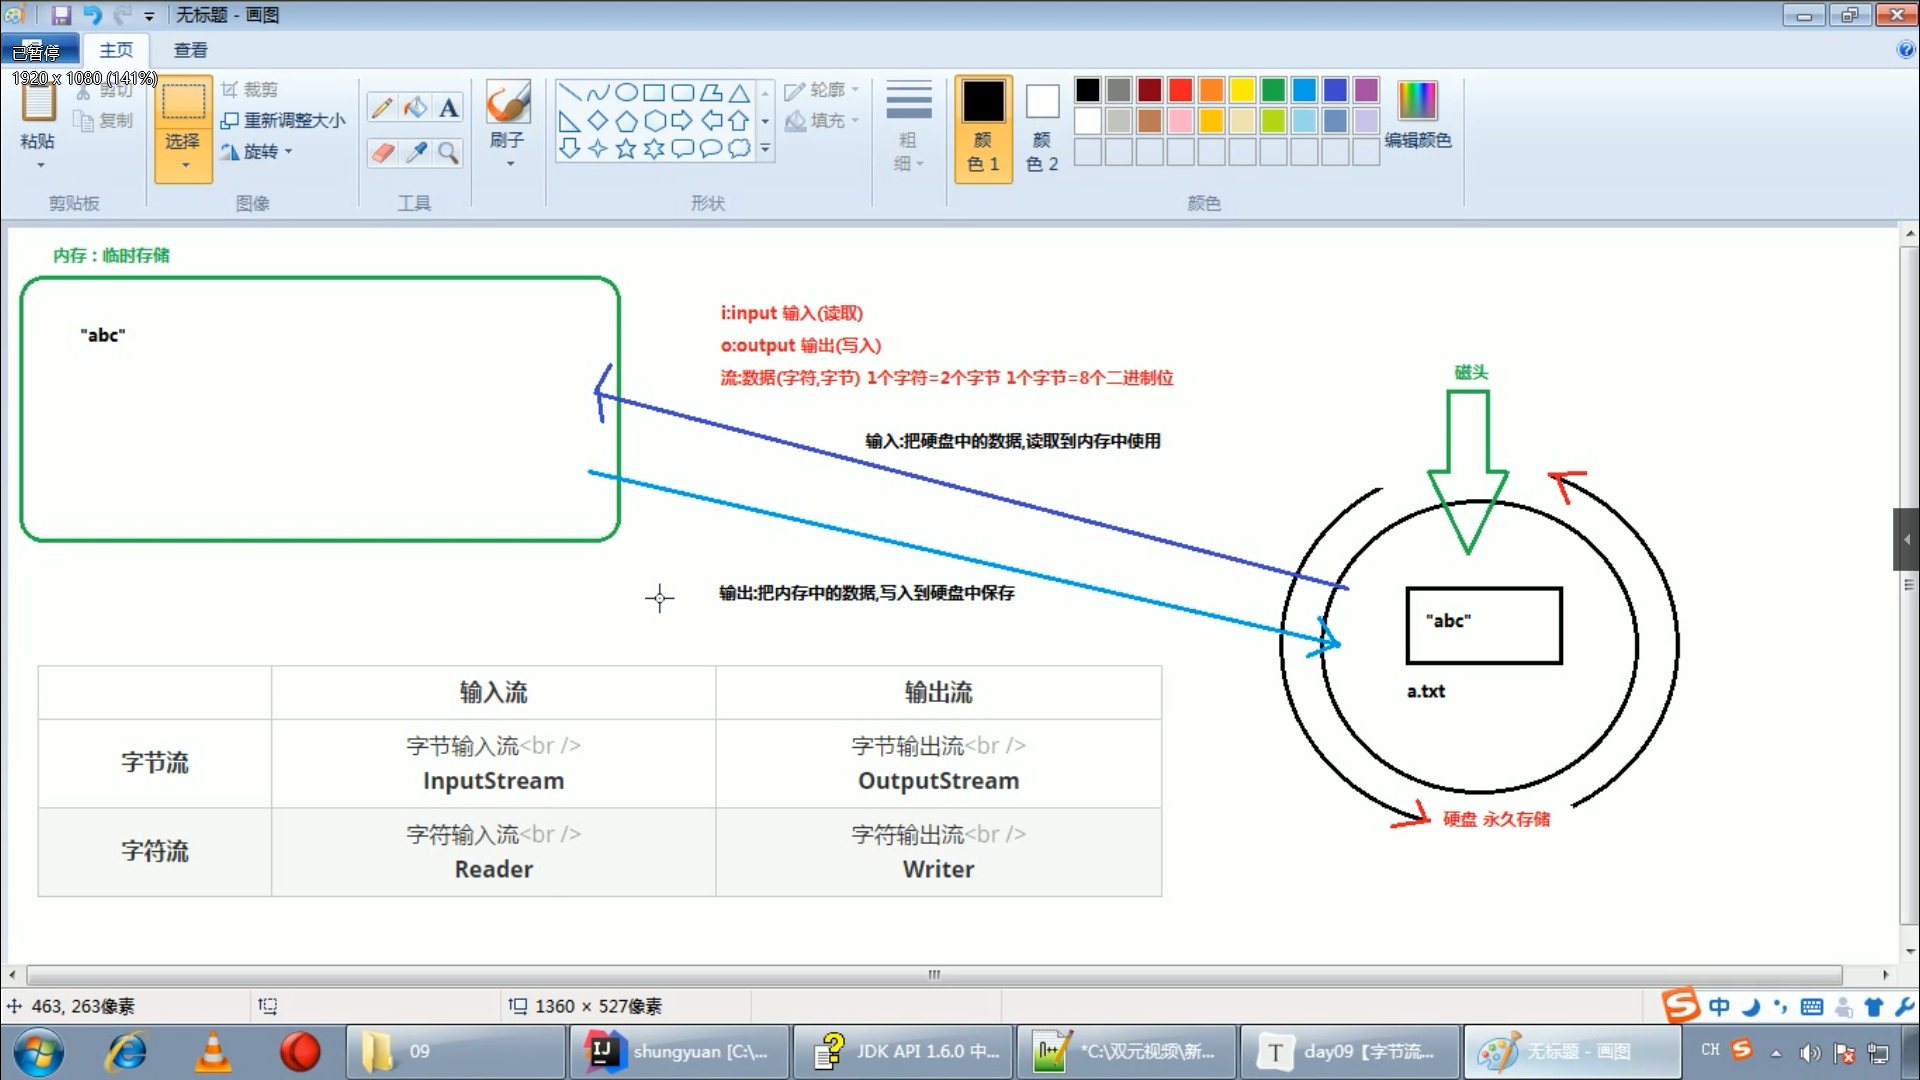 无标题 - 画图
已暂停
主页
查看
1920 x 1080 (141%)
粘贴
剪切
复制
剪贴板
选择
裁剪
重新调整大小
旋转
图像
A
工具
刷子
轮廓
填充
形状
粗
细
颜
色 1
颜
色 2
编辑颜色
颜色
内存：临时存储
"abc"
i:input 输入(读取)
o:output 输出(写入)
流:数据(字符,字节) 1个字符=2个字节 1个字节=8个二进制位
磁头
输入:把硬盘中的数据,读取到内存中使用
输出:把内存中的数据,写入到硬盘中保存
"abc"
a.txt
硬盘 永久存储
输入流
输出流
字节流
字节输入流<br />
InputStream
字节输出流<br />
OutputStream
字符流
字符输入流<br />
Reader
字符输出流<br />
Writer
463, 263像素
1360 × 527像素
中
09
shungyuan [C:\...
JDK API 1.6.0 中...
*C:\双元视频\新...
T
day09【字节流...
无标题 - 画图
CH